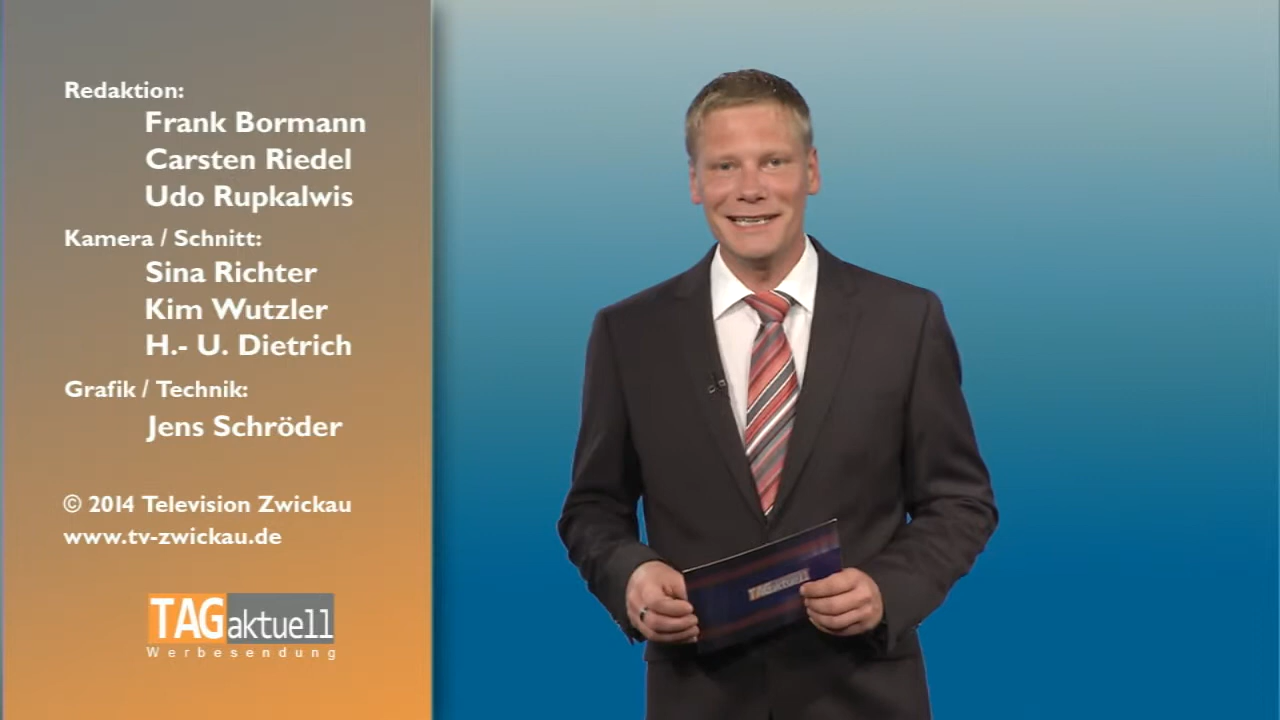 Redaktion:
Frank Bormann
Carsten Riedel
Udo Rupkalwis
Kamera / Schnitt:
Sina Richter
Kim Wutzler
H.- U. Dietrich
Grafik / Technik:
Jens Schröder
© 2014 Television Zwickau
www.tv-zwickau.de
TAGaktuell
Werbesendung
TAGaktuell